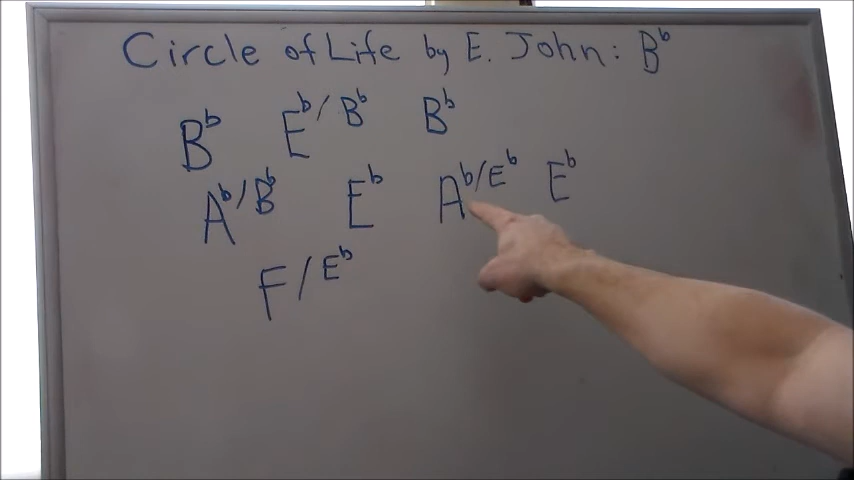 Circle of Life by E. John: B♭
B♭ E♭/B♭ B♭
A♭/B♭ E♭ A♭/E♭ E♭
F/E♭